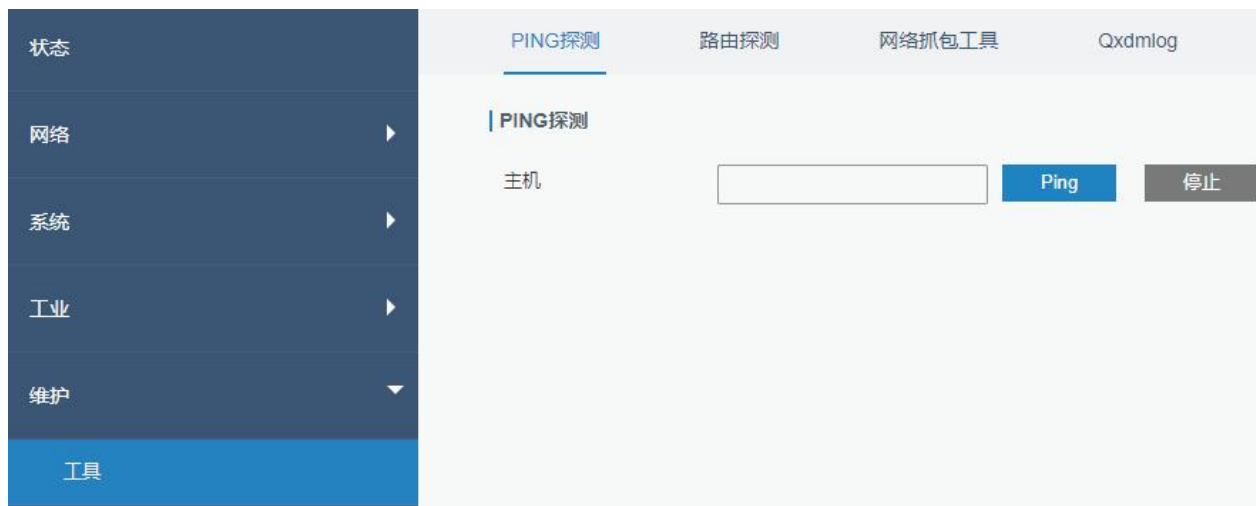 状态
网络
系统
工业
维护
工具
PING探测 路由探测 网络抓包工具 Qxdmlog
PING探测
主机 Ping 停止